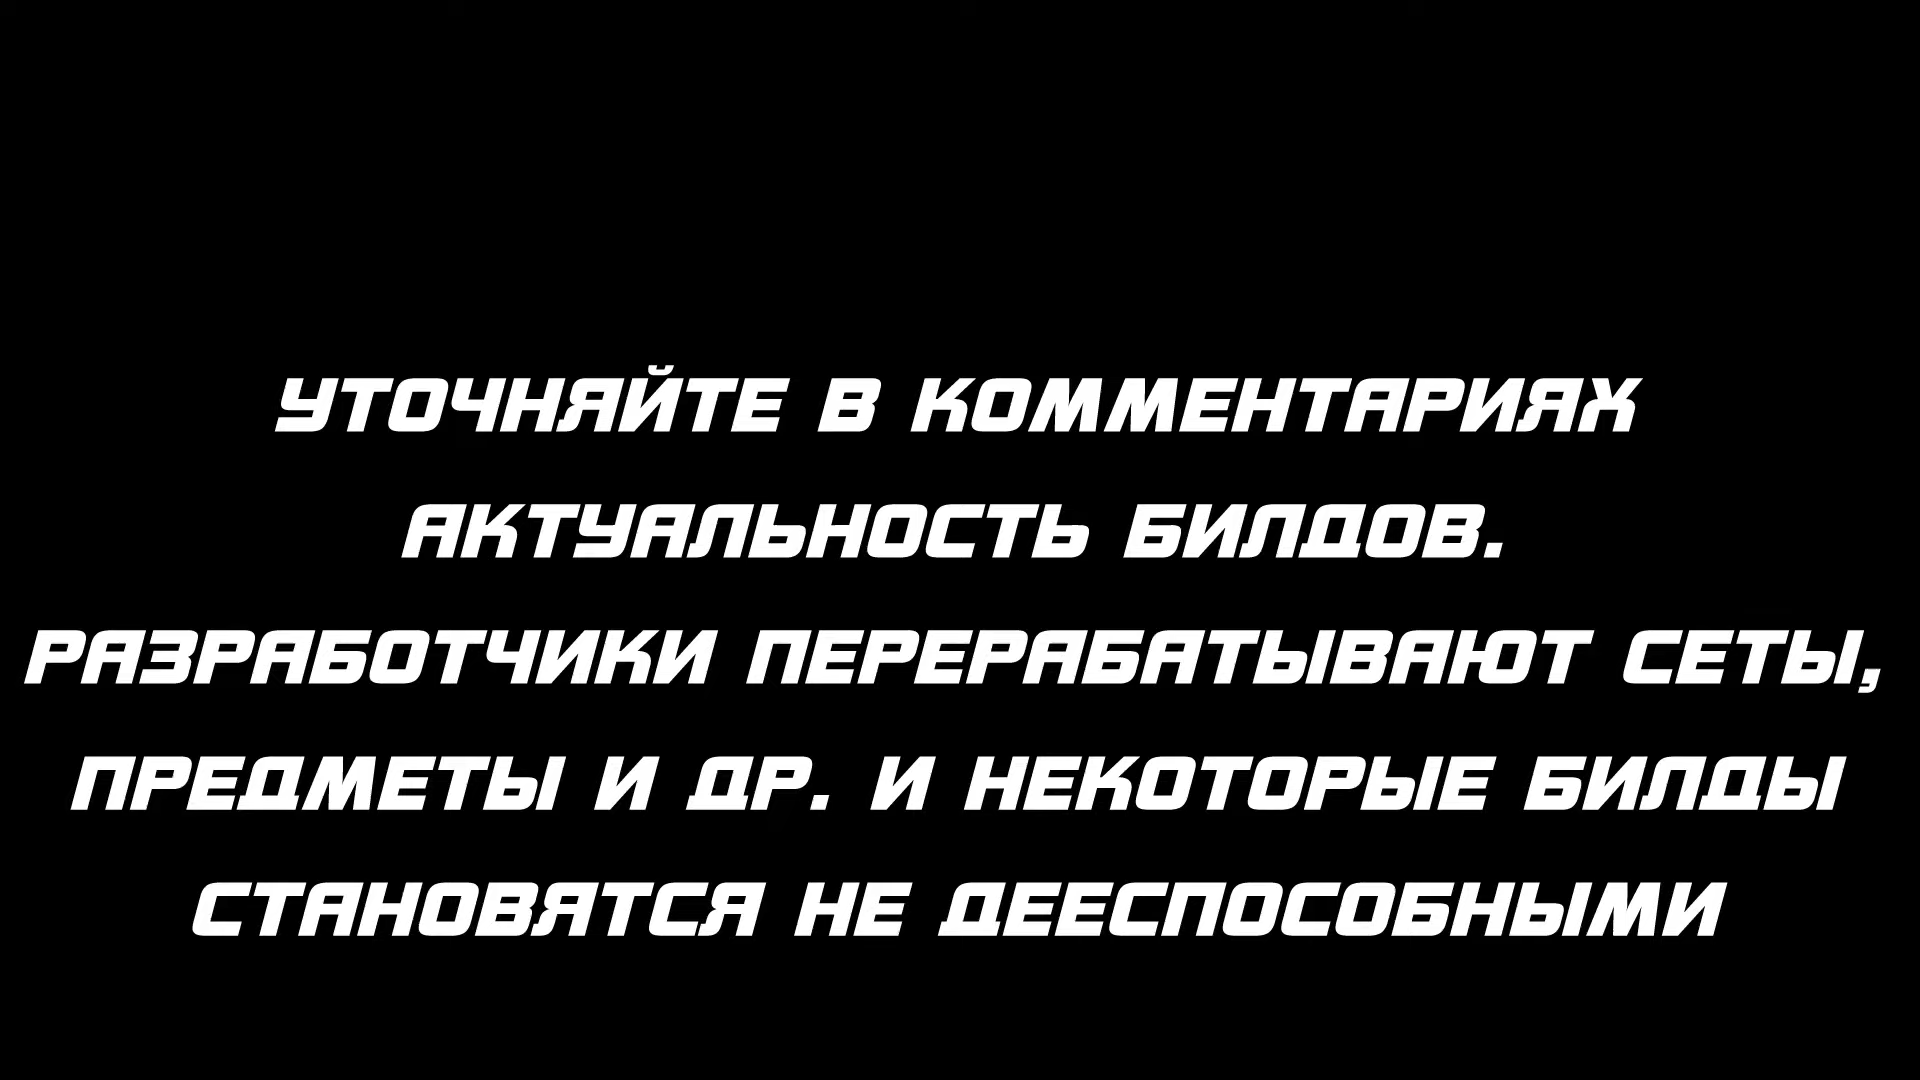 УТОЧНЯЙТЕ В КОММЕНТАРИЯХ
АКТУАЛЬНОСТЬ БИЛДОВ.
РАЗРАБОТЧИКИ ПЕРЕРАБАТЫВАЮТ СЕТЫ,
ПРЕДМЕТЫ И ДР. И НЕКОТОРЫЕ БИЛДЫ
СТАНОВЯТСЯ НЕ ДЕЕСПОСОБНЫМИ